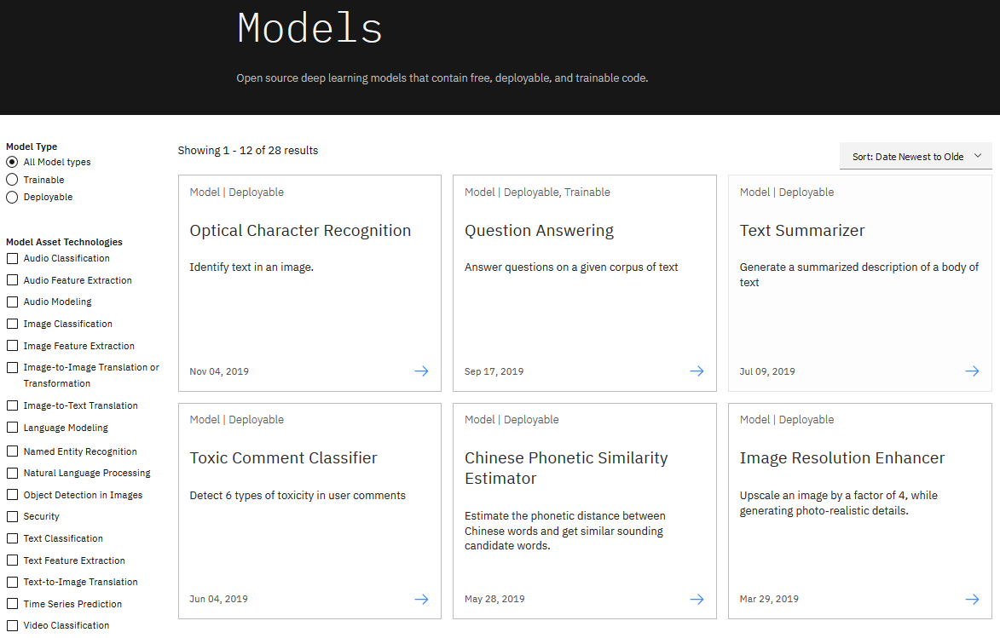 Models
Open source deep learning models that contain free, deployable, and trainable code.
Model Type
All Model types
Trainable
Deployable
Model Asset Technologies
Audio Classification
Audio Feature Extraction
Audio Modeling
Image Classification
Image Feature Extraction
Image-to-Image Translation or
Transformation
Image-to-Text Translation
Language Modeling
Named Entity Recognition
Natural Language Processing
Object Detection in Images
Security
Text Classification
Text Feature Extraction
Text-to-Image Translation
Time Series Prediction
Video Classification
Showing 1 - 12 of 28 results
Sort: Date Newest to Olde
Model | Deployable
Optical Character Recognition
Identify text in an image.
Nov 04, 2019
Model | Deployable, Trainable
Question Answering
Answer questions on a given corpus of text
Sep 17, 2019
Model | Deployable
Text Summarizer
Generate a summarized description of a body of
text
Jul 09, 2019
Model | Deployable
Toxic Comment Classifier
Detect 6 types of toxicity in user comments
Jun 04, 2019
Model | Deployable
Chinese Phonetic Similarity
Estimator
Estimate the phonetic distance between
Chinese words and get similar sounding
candidate words.
May 28, 2019
Model | Deployable
Image Resolution Enhancer
Upscale an image by a factor of 4, while
generating photo-realistic details.
Mar 29, 2019